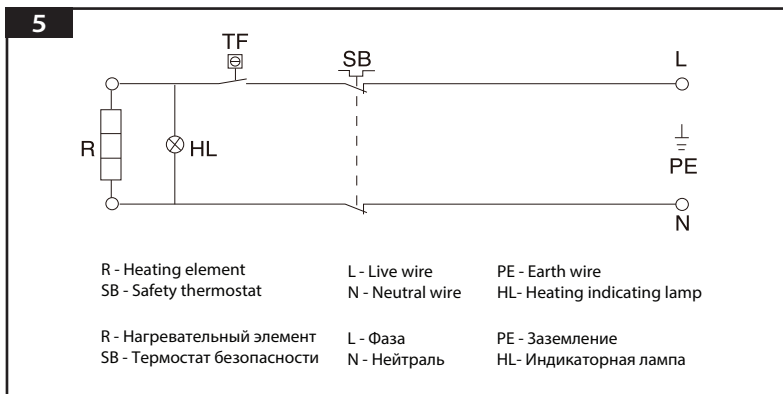 5
TF
SB
L
R
HL
PE
N
R - Heating element
SB - Safety thermostat
L - Live wire
N - Neutral wire
PE - Earth wire
HL- Heating indicating lamp
R - Нагревательный элемент
SB - Термостат безопасности
L - Фаза
N - Нейтраль
PE - Заземление
HL- Индикаторная лампа